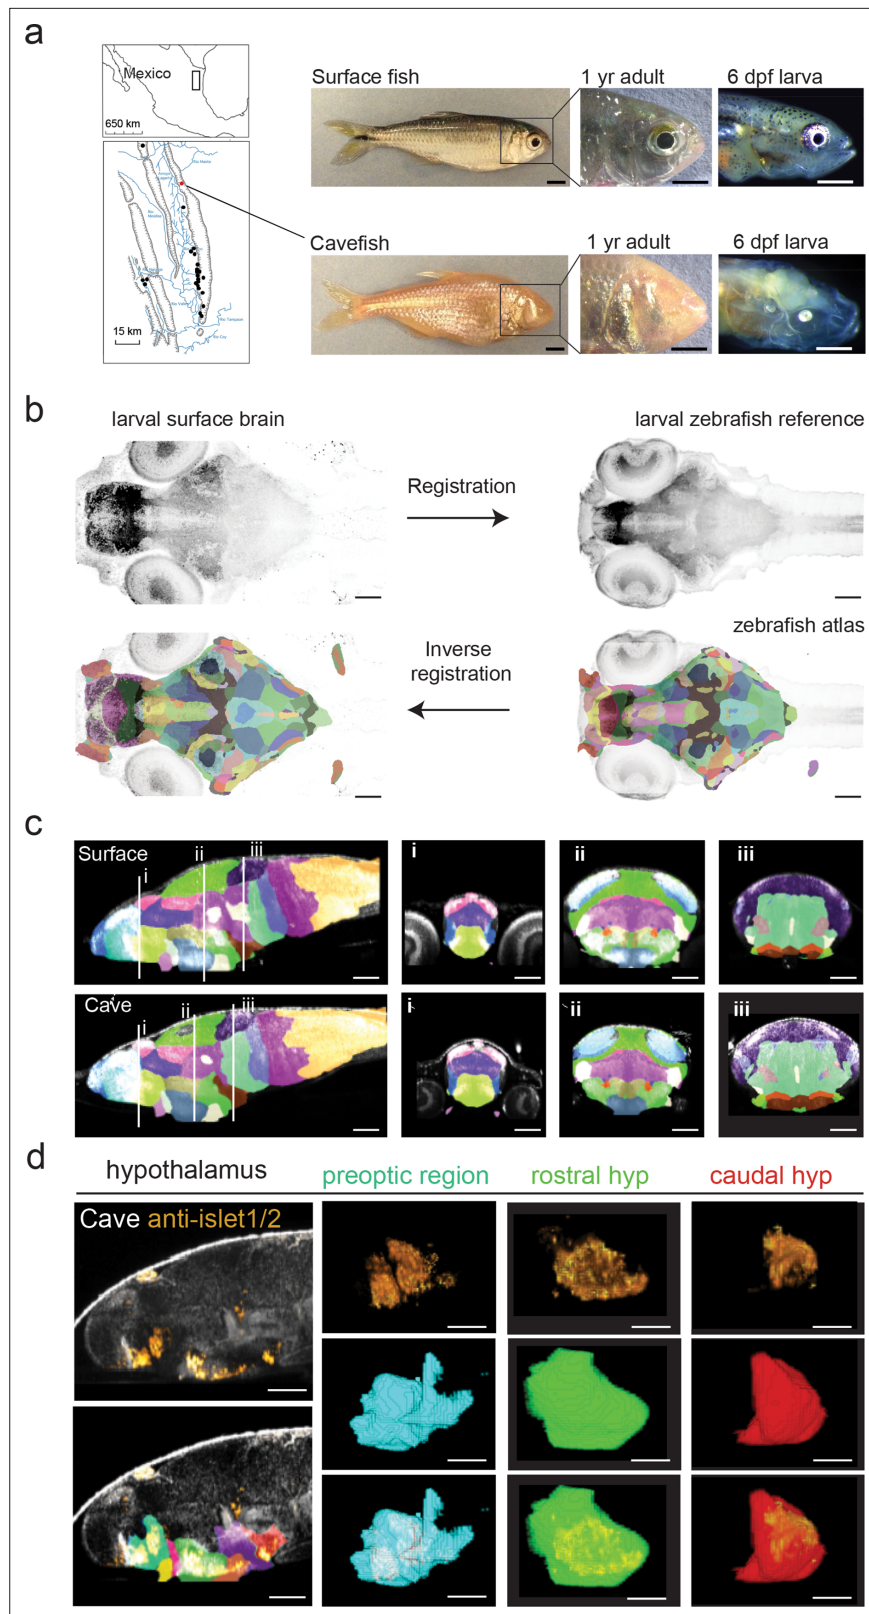 a
Mexico
650 km
15 km
Surface fish
1 yr adult
6 dpf larva
Cavefish
1 yr adult
6 dpf larva
b
larval surface brain
larval zebrafish reference
Registration
zebrafish atlas
Inverse
registration
c
Surface
i
ii
iii
i
ii
iii
Cave
i
ii
iii
i
ii
iii
d
hypothalamus
preoptic region
rostral hyp
caudal hyp
Cave anti-islet1/2